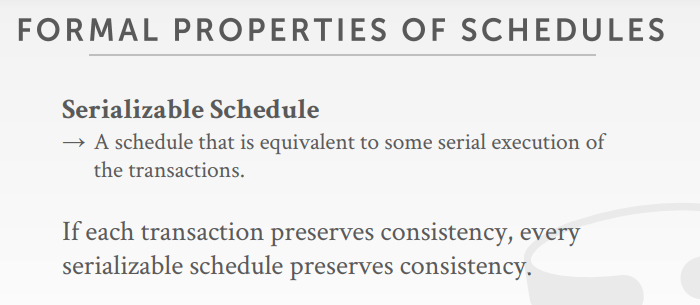 FORMAL PROPERTIES OF SCHEDULES
Serializable Schedule
→ A schedule that is equivalent to some serial execution of
the transactions.
If each transaction preserves consistency, every
serializable schedule preserves consistency.